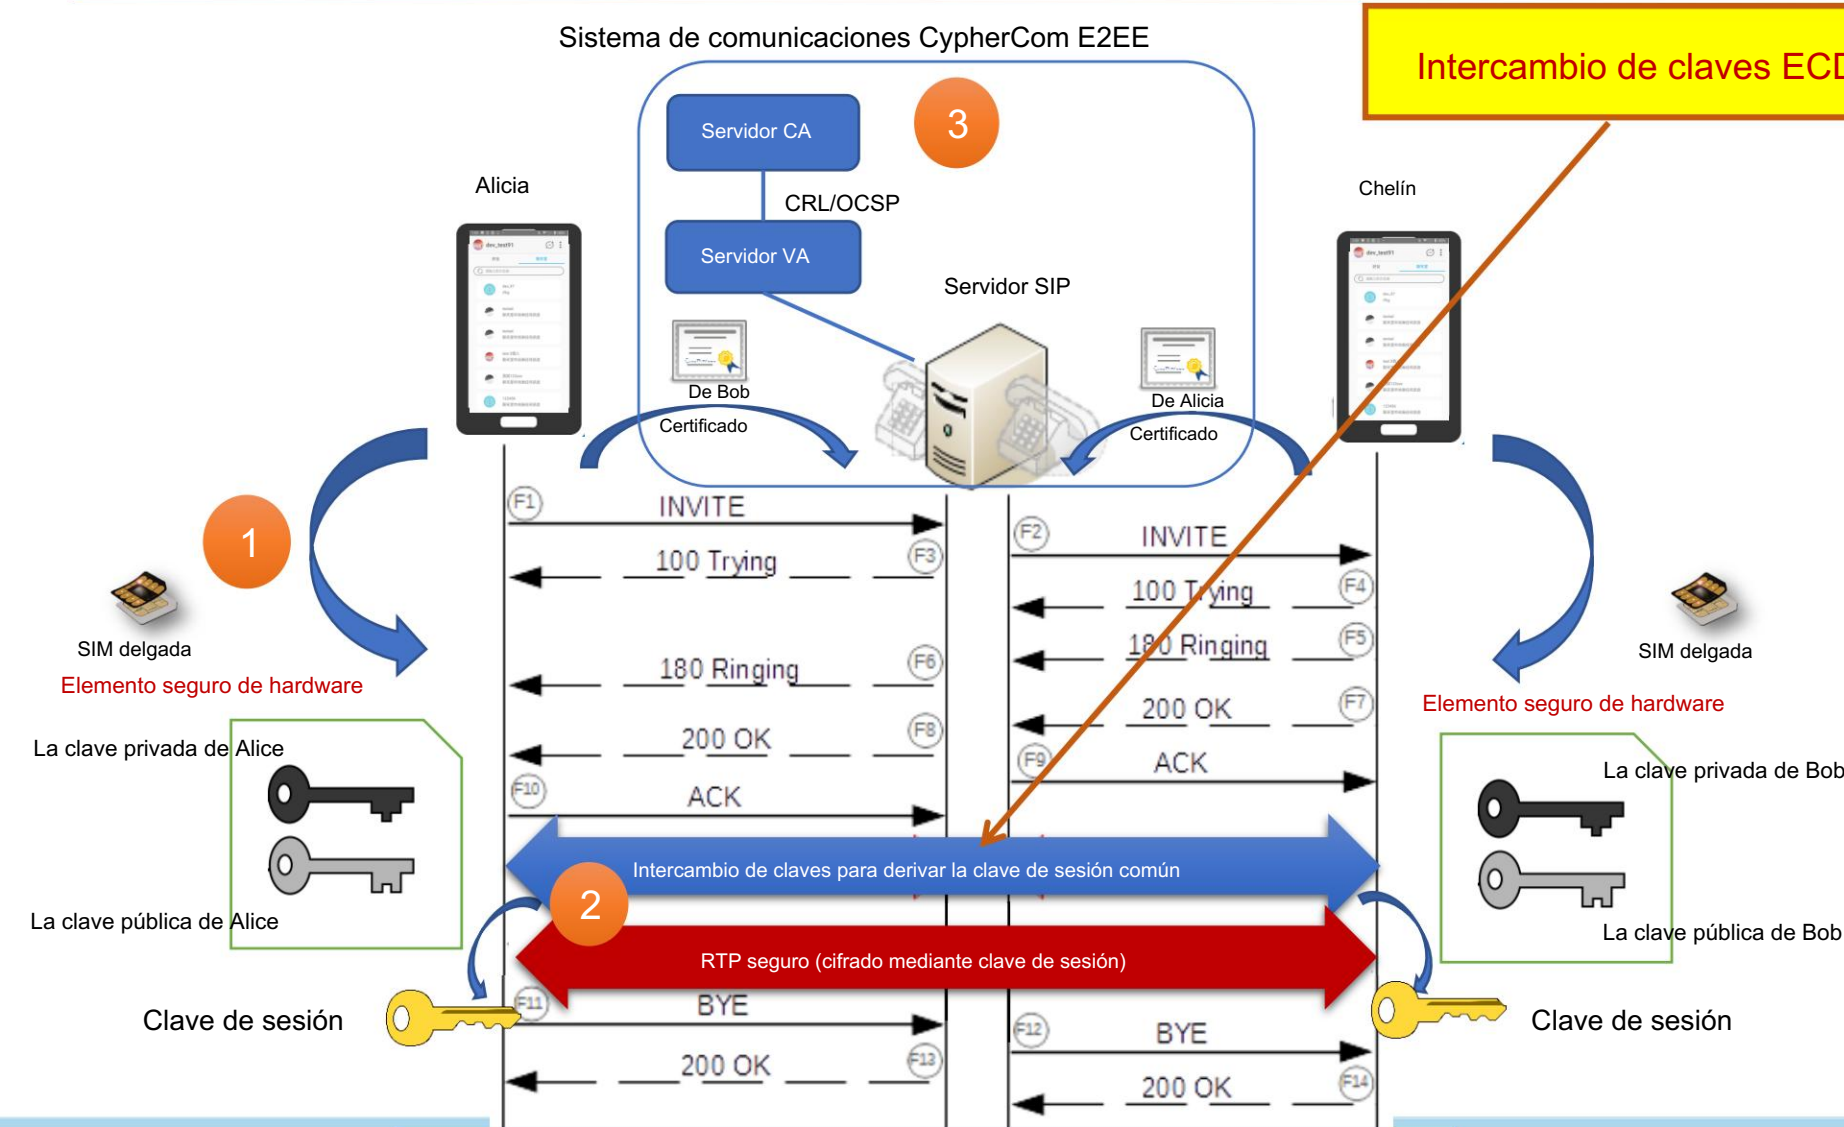 Sistema de comunicaciones CypherCom E2EE
Intercambio de claves ECD
3
Servidor CA
CRL/OCSP
Servidor VA
Servidor SIP
Alicia
Chelín
dev_test91
dev_test91
De Bob
Certificado
De Alicia
Certificado
1
SIM delgada
Elemento seguro de hardware
La clave privada de Alice
La clave pública de Alice
SIM delgada
Elemento seguro de hardware
La clave privada de Bob
La clave pública de Bob
F1
INVITE
F2
INVITE
F3
100 Trying
F4
100 Trying
F5
180 Ringing
F6
180 Ringing
F7
200 OK
F8
200 OK
F9
ACK
F10
ACK
Intercambio de claves para derivar la clave de sesión común
2
RTP seguro (cifrado mediante clave de sesión)
Clave de sesión
Clave de sesión
F11
BYE
F12
BYE
F13
200 OK
F14
200 OK